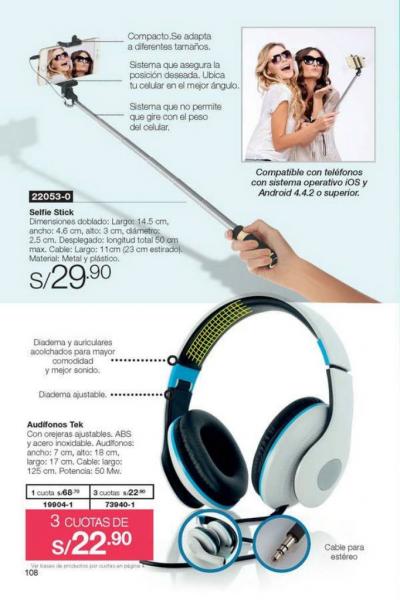 Compacto. Se adapta
a diferentes tamaños.
Sistema que asegura la
posición deseada. Ubica
tu celular en el mejor ángulo.
Sistema que no permite
que gire con el peso
del celular.
Compatible con teléfonos
con sistema operativo iOS y
Android 4.4.2 o superior.
22053-0
Selfie Stick
Dimensiones doblado: Largo: 14.5 cm,
ancho: 4.6 cm, alto: 3 cm, diámetro:
2.5 cm. Desplegado: longitud total 50 cm
max. Cable: Largo: 11cm (23 cm estirado).
Material: Metal y plástico.
S/29.90
Diadema y auriculares
acolchados para mayor
comodidad
y mejor sonido.
Diadema ajustable.
Audífonos Tek
Con orejeras ajustables. ABS
y acero inoxidable. Audífonos:
ancho: 7 cm, alto: 18 cm,
largo: 17 cm. Cable: largo:
125 cm. Potencia: 50 Mw.
1 cuota s/68.70 3 cuotas s/22.90
19904-1 73940-1
3 CUOTAS DE
S/22.90
Cable para
estéreo
Ver bases de productos por cuotas en página
108